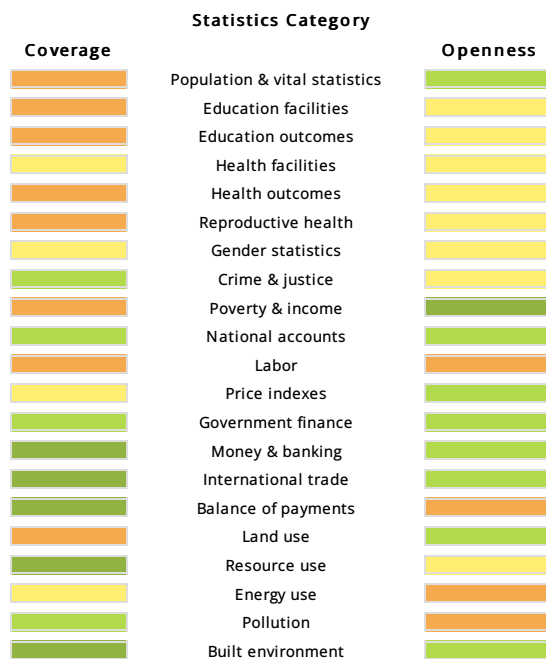 Statistics Category
Coverage Openness
Population & vital statistics
Education facilities
Education outcomes
Health facilities
Health outcomes
Reproductive health
Gender statistics
Crime & justice
Poverty & income
National accounts
Labor
Price indexes
Government finance
Money & banking
International trade
Balance of payments
Land use
Resource use
Energy use
Pollution
Built environment